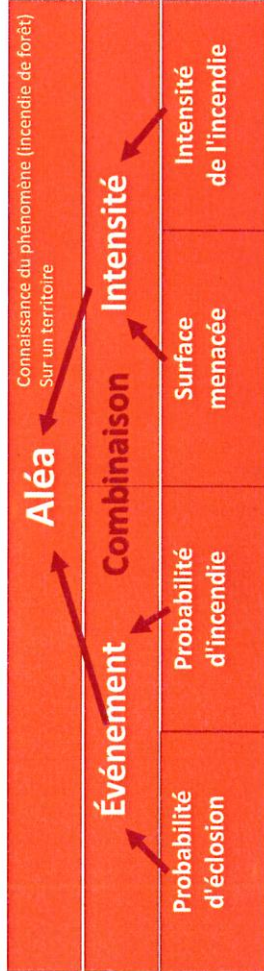 Aléa
Connaissance du phénomène (incendie de forêt)
Sur un territoire
Événement
Combinaison
Intensité
Probabilité
d'éclosion
Probabilité
d'incendie
Surface
menacée
Intensité
de l'incendie